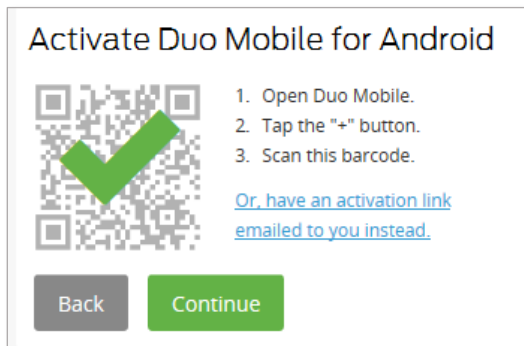 Activate Duo Mobile for Android
1. Open Duo Mobile.
2. Tap the "+" button.
3. Scan this barcode.
Or, have an activation link
emailed to you instead.
Back
Continue